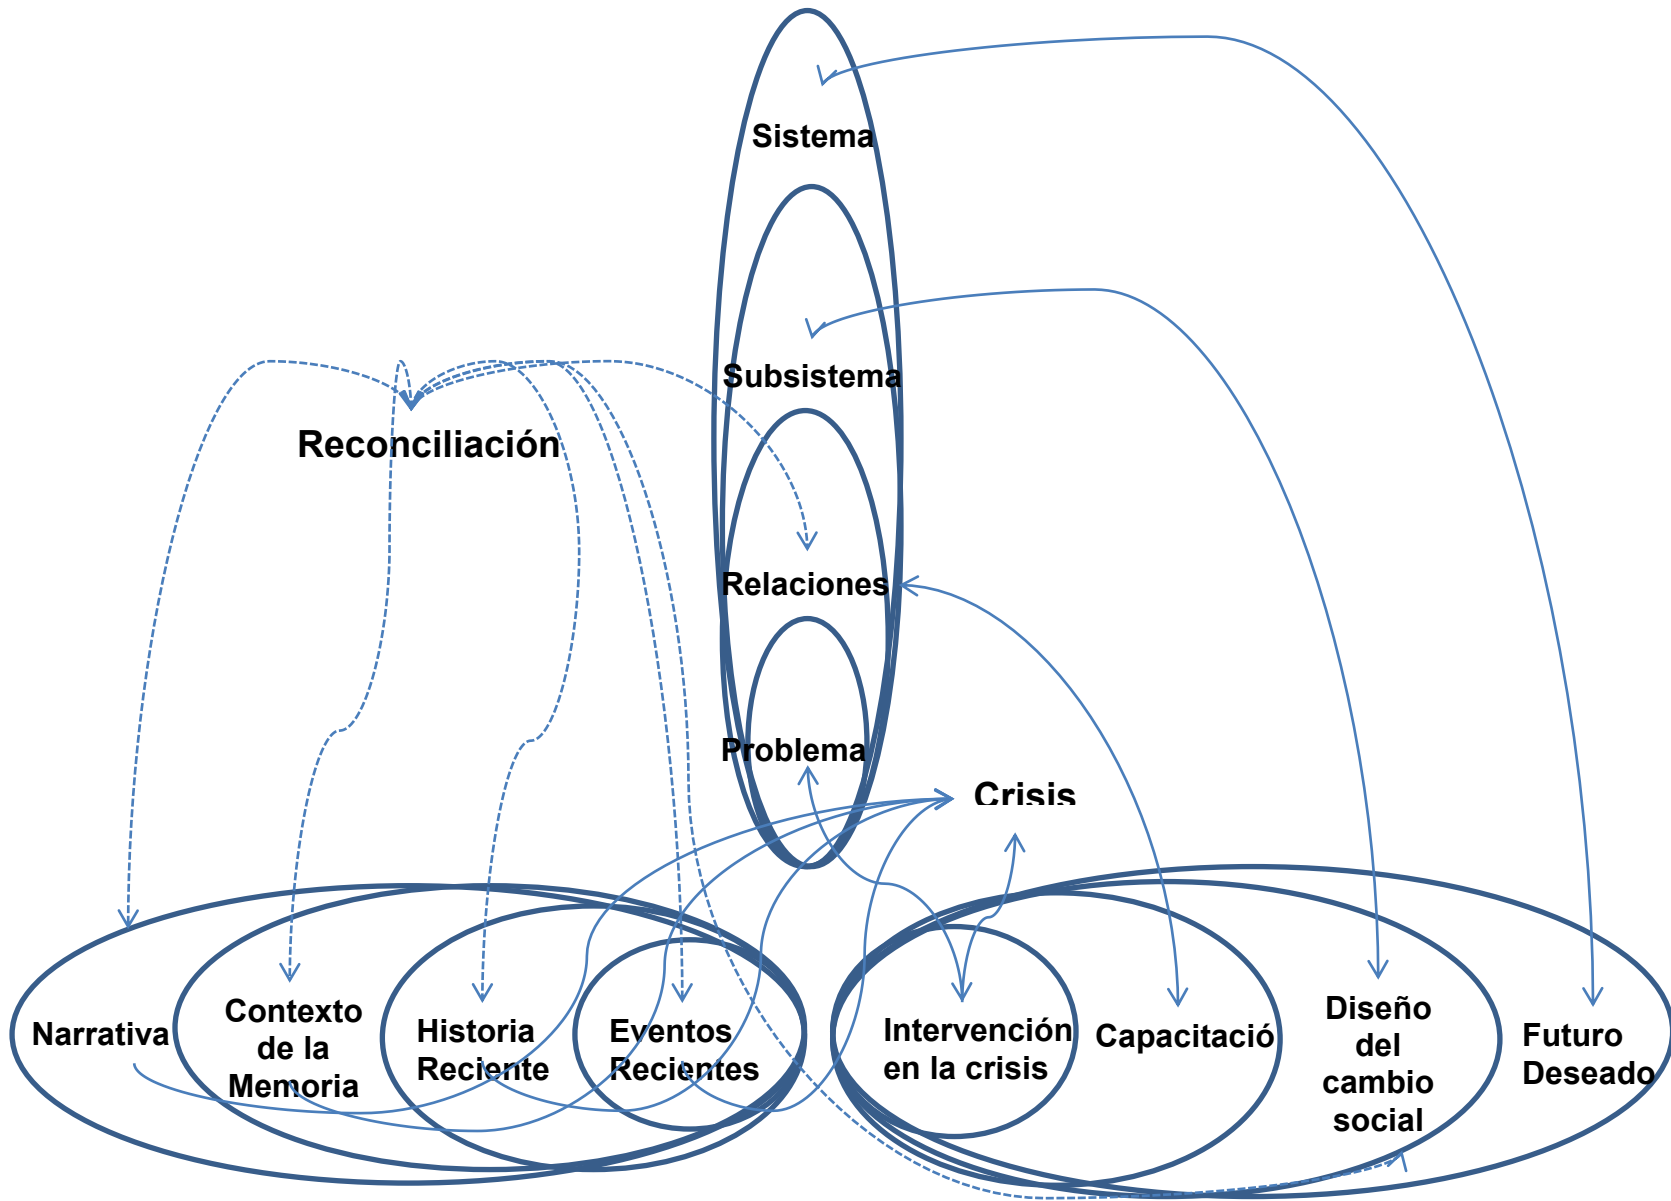 Sistema
Subsistema
Reconciliación
Relaciones
Problema
Crisis
Narrativa
Contexto
de la
Memoria
Historia
Reciente
Eventos
Recientes
Intervención
en la crisis
Capacitació
Diseño
del
cambio
social
Futuro
Deseado